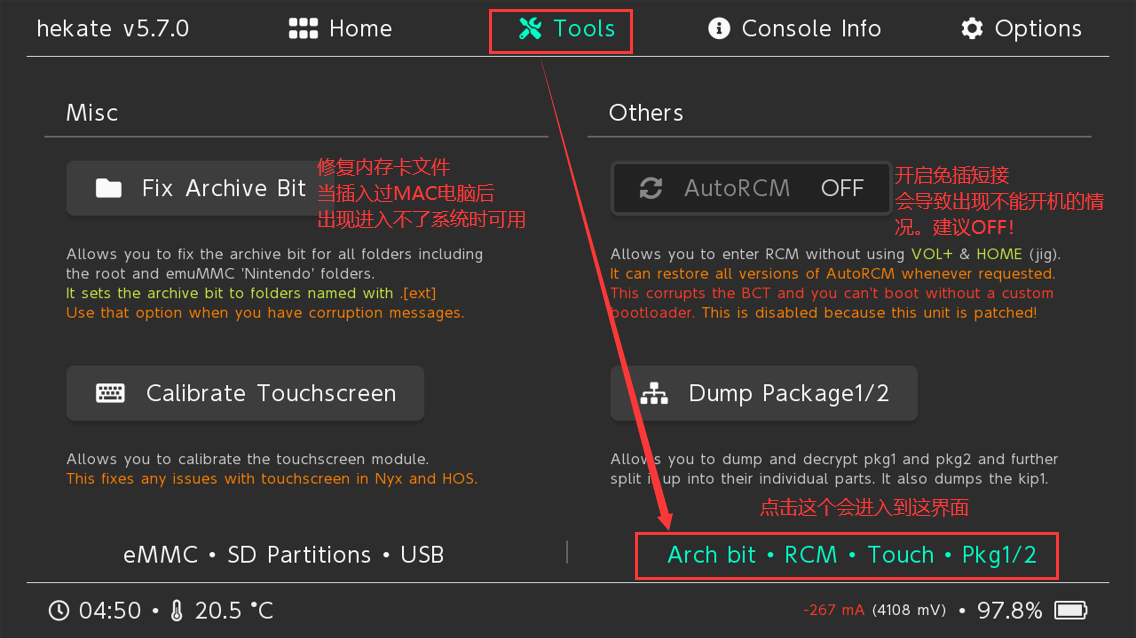 hekate v5.7.0 Home Tools Console Info Options
Misc
Fix Archive Bit
修复内存卡文件
当插入过MAC电脑后
出现进入不了系统时可用
Allows you to fix the archive bit for all folders including
the root and emuMMC 'Nintendo' folders.
It sets the archive bit to folders named with .[ext]
Use that option when you have corruption messages.
Calibrate Touchscreen
Allows you to calibrate the touchscreen module.
This fixes any issues with touchscreen in Nyx and HOS.
Others
AutoRCM OFF
开启免插短接
会导致出现不能开机的情
况。建议OFF!
Allows you to enter RCM without using VOL+ & HOME (jig).
It can restore all versions of AutoRCM whenever requested.
This corrupts the BCT and you can't boot without a custom
bootloader. This is disabled because this unit is patched!
Dump Package1/2
Allows you to dump and decrypt pkg1 and pkg2 and further
split it up into their individual parts. It also dumps the kip1.
点击这个会进入到这界面
eMMC • SD Partitions • USB | Arch bit • RCM • Touch • Pkg1/2
04:50 • 20.5 °C -267 mA (4108 mV) • 97.8%